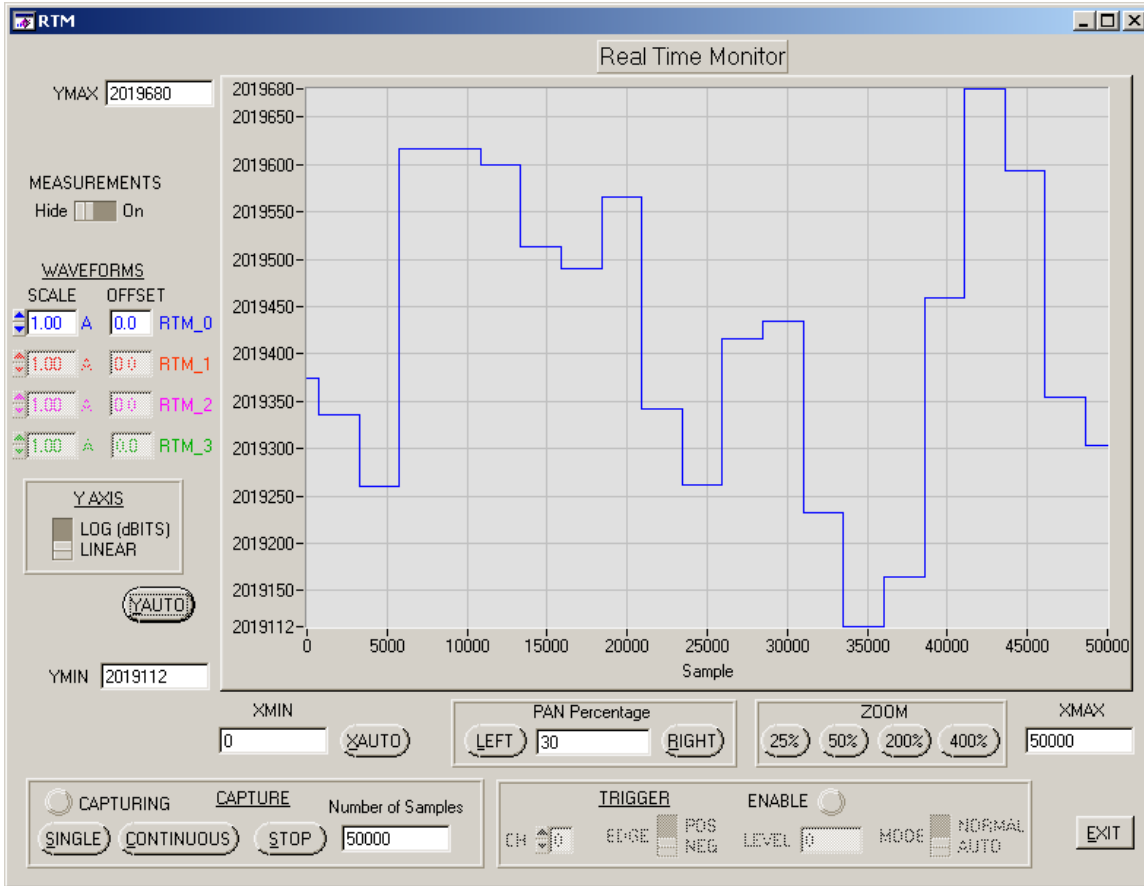 RTM
Real Time Monitor
YMAX 2019680
MEASUREMENTS
Hide On
WAVEFORMS
SCALE OFFSET
1.00 A 0.0 RTM_0
1.00 A 0.0 RTM_1
1.00 A 0.0 RTM_2
1.00 A 0.0 RTM_3
Y AXIS
LOG (dBITS)
LINEAR
YAUTO
YMIN 2019112
2019680
2019650
2019600
2019550
2019500
2019450
2019400
2019350
2019300
2019250
2019200
2019150
2019112
0 5000 10000 15000 20000 25000 30000 35000 40000 45000 50000
Sample
XMIN
0
XAUTO
PAN Percentage
LEFT 30 RIGHT
ZOOM
25% 50% 200% 400%
XMAX
50000
CAPTURING CAPTURE Number of Samples
SINGLE CONTINUOUS STOP 50000
TRIGGER ENABLE
CH 0 EDGE POS
NEG
LEVEL 0 MODE NORMAL
AUTO
EXIT